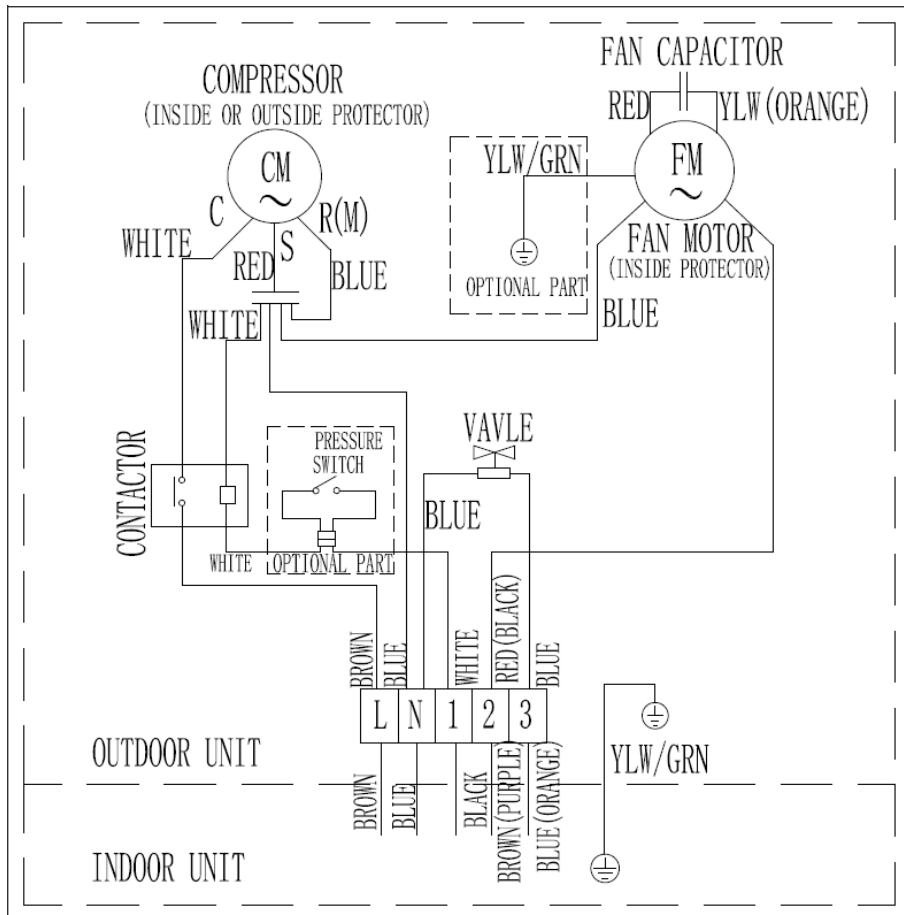 FAN CAPACITOR
COMPRESSOR
(INSIDE OR OUTSIDE PROTECTOR)
RED
YLW(ORANGE)
YLW/GRN
CM
~
FM
~
C
S
R(M)
WHITE
RED
BLUE
FAN MOTOR
(INSIDE PROTECTOR)
OPTIONAL PART
WHITE
BLUE
CONTACTOR
PRESSURE
SWITCH
VAVLE
BLUE
WHITE
OPTIONAL PART
BROWN
BLUE
WHITE
RED(BLACK)
BLUE
L N 1 2 3
OUTDOOR UNIT
YLW/GRN
BROWN
BLUE
BLACK
BROWN(PURPLE)
BLUE(ORANGE)
INDOOR UNIT